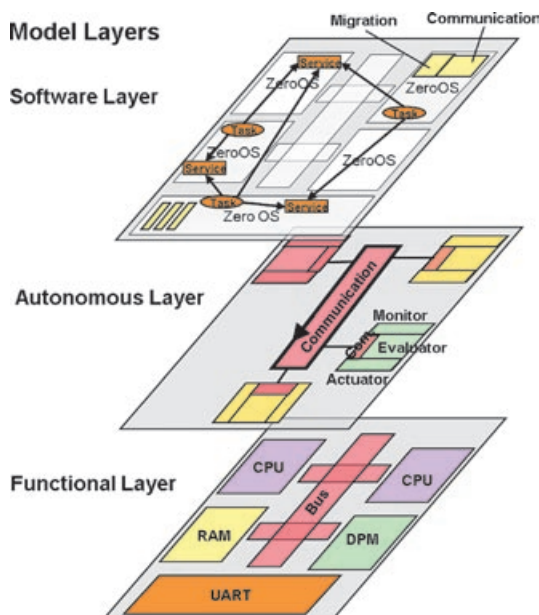 Model Layers
Migration
Communication
Software Layer
Service
ZeroOS
ZeroOS
Task
Task
ZeroOS
ZeroOS
Service
Task
Zero OS
Service
Autonomous Layer
Communication
Monitor
Com.
Evaluator
Actuator
Functional Layer
CPU
CPU
Bus
RAM
DPM
UART